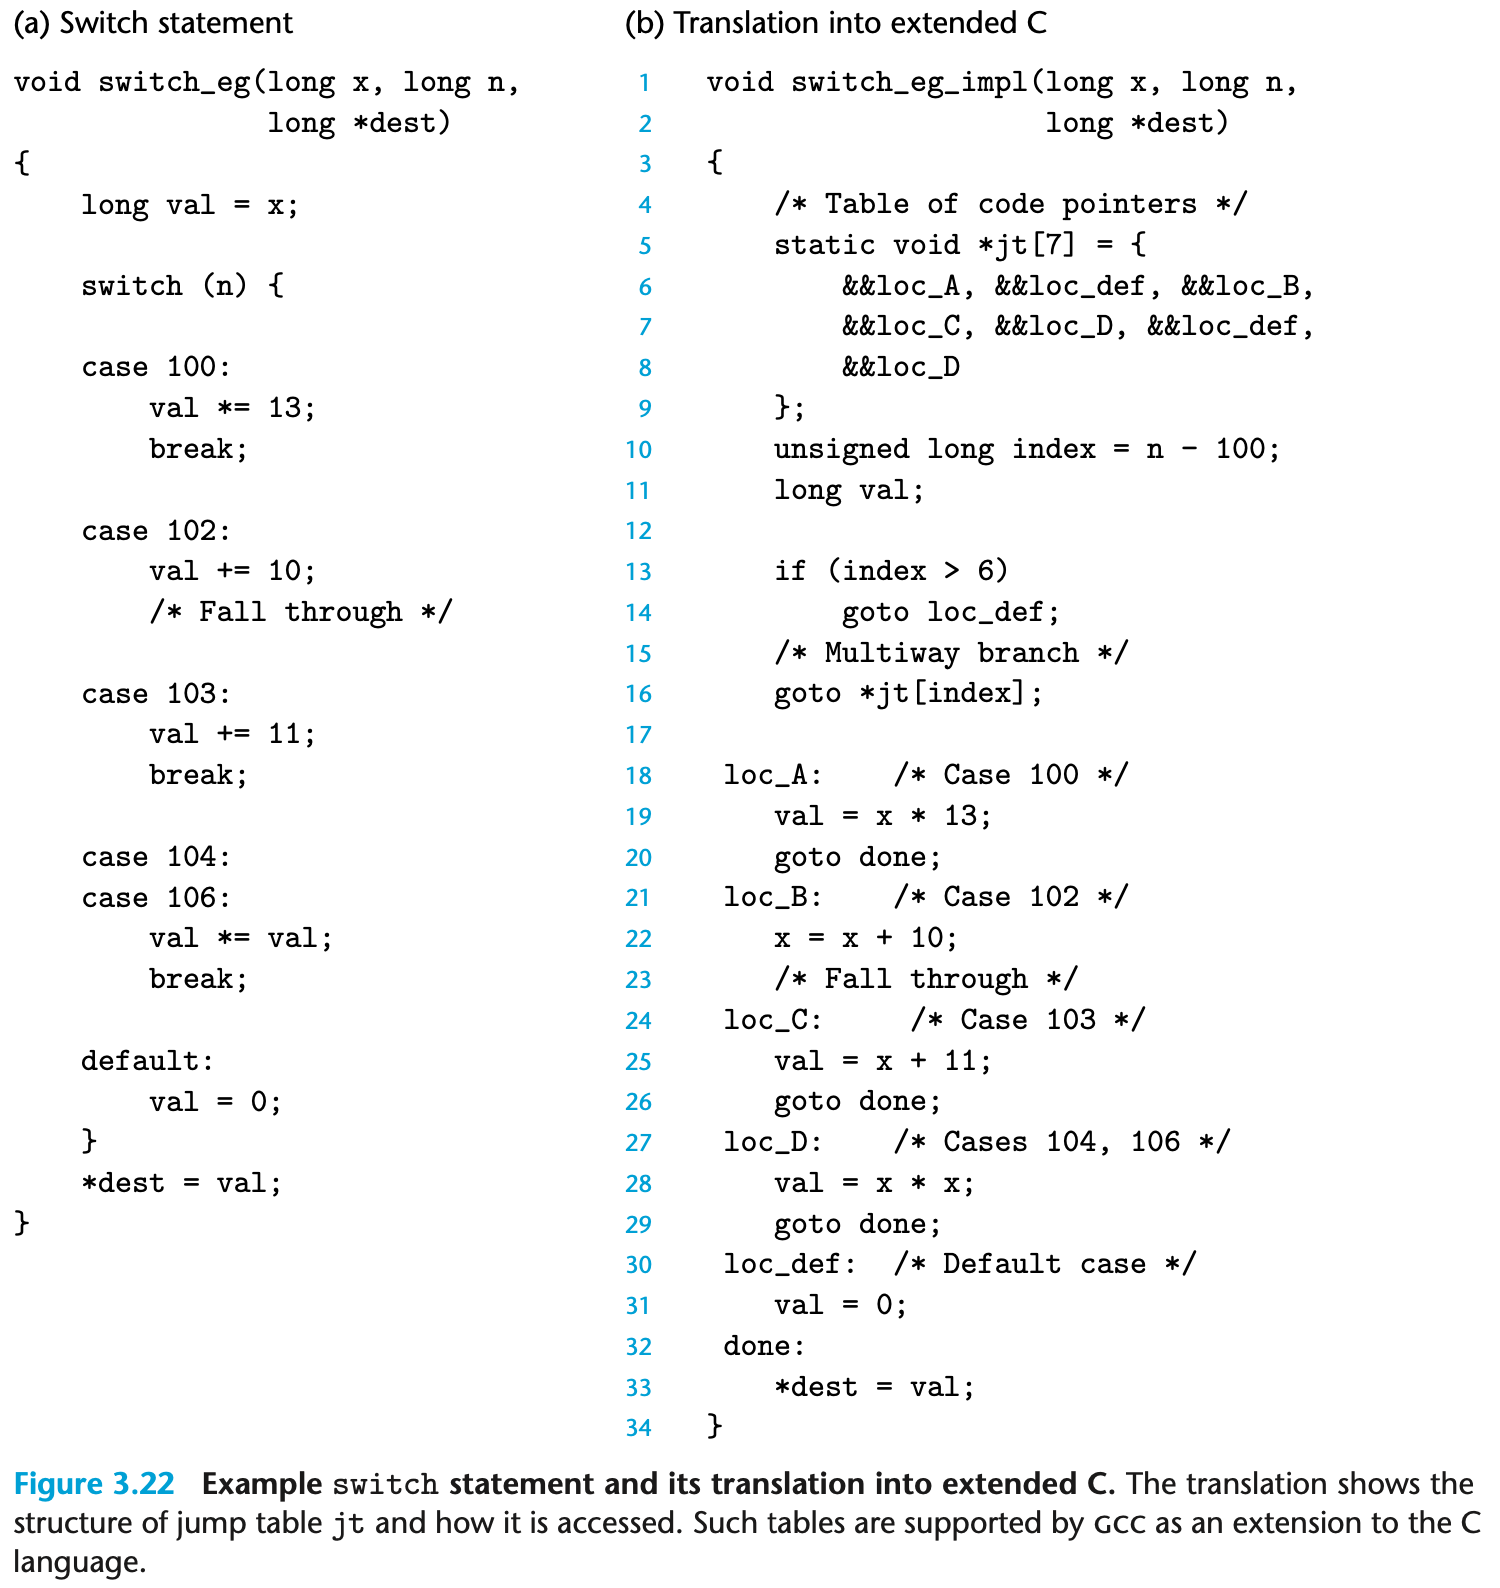 (a) Switch statement
void switch_eg(long x, long n,
               long *dest)
{
    long val = x;

    switch (n) {

    case 100:
        val *= 13;
        break;

    case 102:
        val += 10;
        /* Fall through */

    case 103:
        val += 11;
        break;

    case 104:
    case 106:
        val *= val;
        break;

    default:
        val = 0;
    }
    *dest = val;
}
(b) Translation into extended C
1   void switch_eg_impl(long x, long n,
2                       long *dest)
3   {
4       /* Table of code pointers */
5       static void *jt[7] = {
6           &&loc_A, &&loc_def, &&loc_B,
7           &&loc_C, &&loc_D, &&loc_def,
8           &&loc_D
9       };
10      unsigned long index = n - 100;
11      long val;
12
13      if (index > 6)
14          goto loc_def;
15      /* Multiway branch */
16      goto *jt[index];
17
18   loc_A:    /* Case 100 */
19      val = x * 13;
20      goto done;
21   loc_B:    /* Case 102 */
22      x = x + 10;
23      /* Fall through */
24   loc_C:     /* Case 103 */
25      val = x + 11;
26      goto done;
27   loc_D:    /* Cases 104, 106 */
28      val = x * x;
29      goto done;
30   loc_def:  /* Default case */
31      val = 0;
32   done:
33      *dest = val;
34  }
Figure 3.22 Example switch statement and its translation into extended C. The translation shows the
structure of jump table jt and how it is accessed. Such tables are supported by GCC as an extension to the C
language.